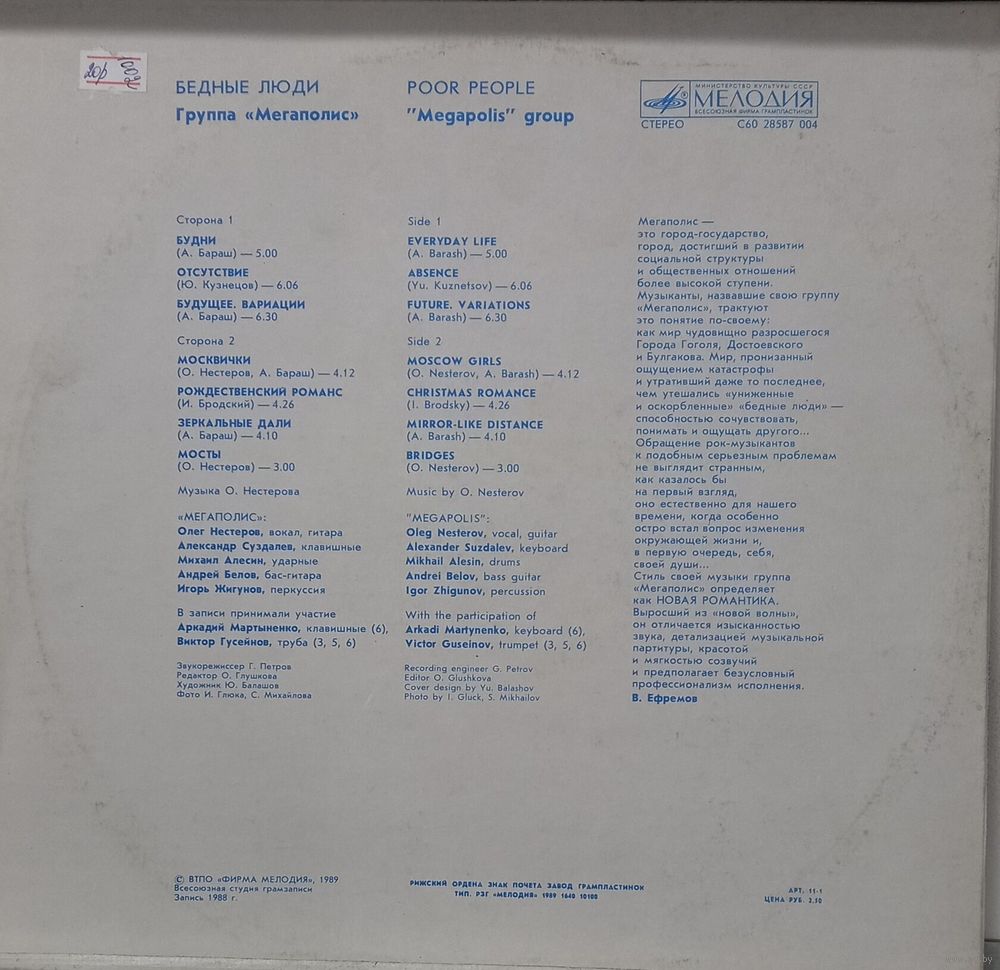 20р
БЕДНЫЕ ЛЮДИ
Группа «Мегаполис»
POOR PEOPLE
"Megapolis" group
МИНИСТЕРСТВО КУЛЬТУРЫ СССР
МЕЛОДИЯ
ВСЕСОЮЗНАЯ ФИРМА ГРАМПЛАСТИНОК
СТЕРЕО С60 28587 004
Сторона 1
БУДНИ
(А. Бараш) — 5.00
ОТСУТСТВИЕ
(Ю. Кузнецов) — 6.06
БУДУЩЕЕ. ВАРИАЦИИ
(А. Бараш) — 6.30
Сторона 2
МОСКВИЧКИ
(О. Нестеров, А. Бараш) — 4.12
РОЖДЕСТВЕНСКИЙ РОМАНС
(И. Бродский) — 4.26
ЗЕРКАЛЬНЫЕ ДАЛИ
(А. Бараш) — 4.10
МОСТЫ
(О. Нестеров) — 3.00
Музыка О. Нестерова
«МЕГАПОЛИС»:
Олег Нестеров, вокал, гитара
Александр Суздалев, клавишные
Михаил Алесин, ударные
Андрей Белов, бас-гитара
Игорь Жигунов, перкуссия
В записи принимали участие
Аркадий Мартыненко, клавишные (6),
Виктор Гусейнов, труба (3, 5, 6)
Звукорежиссер Г. Петров
Редактор О. Глушкова
Художник Ю. Балашов
Фото И. Глюка, С. Михайлова
Side 1
EVERYDAY LIFE
(A. Barash) — 5.00
ABSENCE
(Yu. Kuznetsov) — 6.06
FUTURE. VARIATIONS
(A. Barash) — 6.30
Side 2
MOSCOW GIRLS
(O. Nesterov, A. Barash) — 4.12
CHRISTMAS ROMANCE
(I. Brodsky) — 4.26
MIRROR-LIKE DISTANCE
(A. Barash) — 4.10
BRIDGES
(O. Nesterov) — 3.00
Music by O. Nesterov
"MEGAPOLIS":
Oleg Nesterov, vocal, guitar
Alexander Suzdalev, keyboard
Mikhail Alesin, drums
Andrei Belov, bass guitar
Igor Zhigunov, percussion
With the participation of
Arkadi Martynenko, keyboard (6),
Victor Guseinov, trumpet (3, 5, 6)
Recording engineer G. Petrov
Editor O. Glushkova
Cover design by Yu. Balashov
Photo by I. Gluck, S. Mikhailov
Мегаполис —
это город-государство,
город, достигший в развитии
социальной структуры
и общественных отношений
более высокой ступени.
Музыканты, назвавшие свою группу
«Мегаполис», трактуют
это понятие по-своему:
как мир чудовищно разросшегося
Города Гоголя, Достоевского
и Булгакова. Мир, пронизанный
ощущением катастрофы
и утративший даже то последнее,
чем утешались «униженные
и оскорбленные» «бедные люди» —
способностью сочувствовать,
понимать и ощущать другого...
Обращение рок-музыкантов
к подобным серьезным проблемам
не выглядит странным,
как казалось бы
на первый взгляд,
оно естественно для нашего
времени, когда особенно
остро встал вопрос изменения
окружающей жизни и,
в первую очередь, себя,
своей души...
Стиль своей музыки группа
«Мегаполис» определяет
как НОВАЯ РОМАНТИКА.
Выросший из «новой волны»,
он отличается изысканностью
звука, детализацией музыкальной
партитуры, красотой
и мягкостью созвучий
и предполагает безусловный
профессионализм исполнения.
В. Ефремов
© ВТПО «ФИРМА МЕЛОДИЯ», 1989
Всесоюзная студия грамзаписи
Запись 1988 г.
РИЖСКИЙ ОРДЕНА ЗНАК ПОЧЕТА ЗАВОД ГРАМПЛАСТИНОК
ТИП. РЗГ «МЕЛОДИЯ» 1989 1640 10100
АРТ. 11-1
ЦЕНА РУБ. 2,50